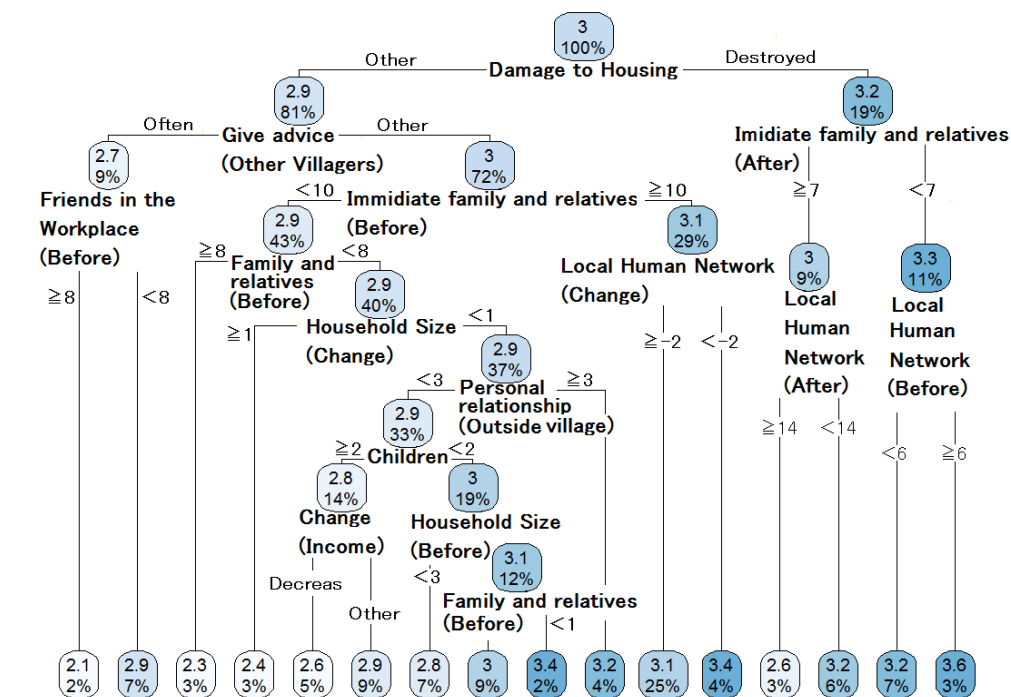 3
100%
Other
Damage to Housing
Destroyed
2.9
81%
3.2
19%
Often
Give advice
(Other Villagers)
Other
Imidiate family and relatives
(After)
2.7
9%
3
72%
≧7
<7
Friends in the
Workplace
(Before)
<10
Immidiate family and relatives
(Before)
≧10
2.9
43%
3.1
29%
≧8
Family and
relatives
(Before)
<8
Local Human Network
(Change)
3
9%
3.3
11%
≧8
<8
2.9
40%
Local
Human
Network
(After)
Local
Human
Network
(Before)
≧1
Household Size
(Change)
<1
≧-2
<-2
2.9
37%
<3
Personal
relationship
(Outside village)
≧3
2.9
33%
≧14
<14
<6
≧6
≧2
Children
<2
2.8
14%
3
19%
Change
(Income)
Household Size
(Before)
3.1
12%
Decreas
Other
<3
Family and relatives
(Before)
<1
2.1
2%
2.9
7%
2.3
3%
2.4
3%
2.6
5%
2.9
9%
2.8
7%
3
9%
3.4
2%
3.2
4%
3.1
25%
3.4
4%
2.6
3%
3.2
6%
3.2
7%
3.6
3%